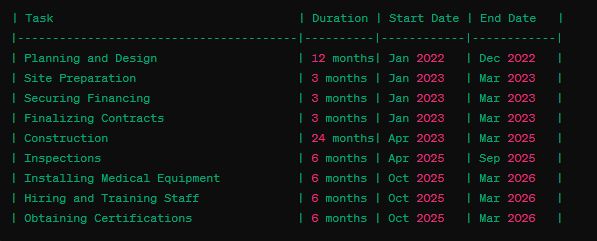 | Task                                   | Duration | Start Date | End Date   |
|----------------------------------------|----------|------------|------------|
| Planning and Design                    | 12 months| Jan 2022   | Dec 2022   |
| Site Preparation                       | 3 months | Jan 2023   | Mar 2023   |
| Securing Financing                     | 3 months | Jan 2023   | Mar 2023   |
| Finalizing Contracts                   | 3 months | Jan 2023   | Mar 2023   |
| Construction                           | 24 months| Apr 2023   | Mar 2025   |
| Inspections                            | 6 months | Apr 2025   | Sep 2025   |
| Installing Medical Equipment           | 6 months | Oct 2025   | Mar 2026   |
| Hiring and Training Staff              | 6 months | Oct 2025   | Mar 2026   |
| Obtaining Certifications               | 6 months | Oct 2025   | Mar 2026   |